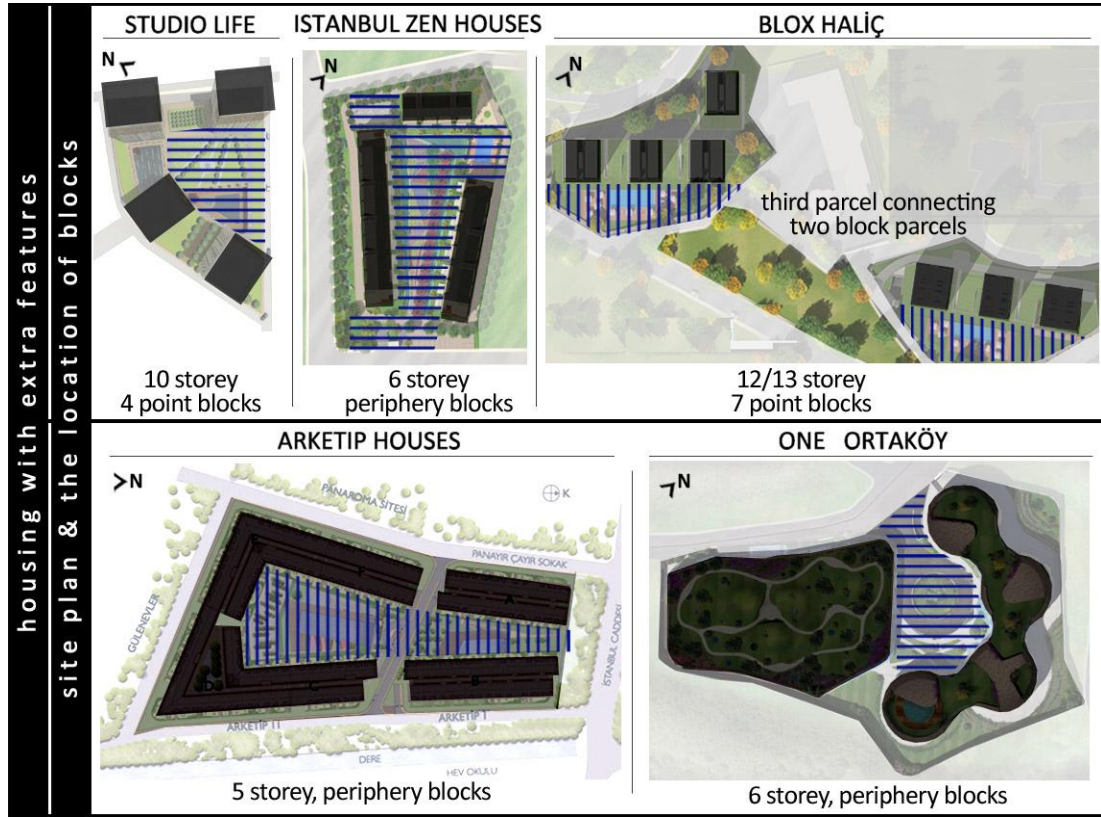 housing with extra features
site plan & the location of blocks
STUDIO LIFE
N
10 storey
4 point blocks
ISTANBUL ZEN HOUSES
N
6 storey
periphery blocks
BLOX HALİÇ
N
third parcel connecting
two block parcels
12/13 storey
7 point blocks
ARKETIP HOUSES
N
K
PANAROMA SİTESİ
PANAYIR ÇAYIR SOKAK
GÜLENEVLER
İSTANBUL CADDESİ
E
A
D
C
B
ARKETİP II
ARKETİP I
DERE
HEV OKULU
5 storey, periphery blocks
ONE ORTAKÖY
N
6 storey, periphery blocks